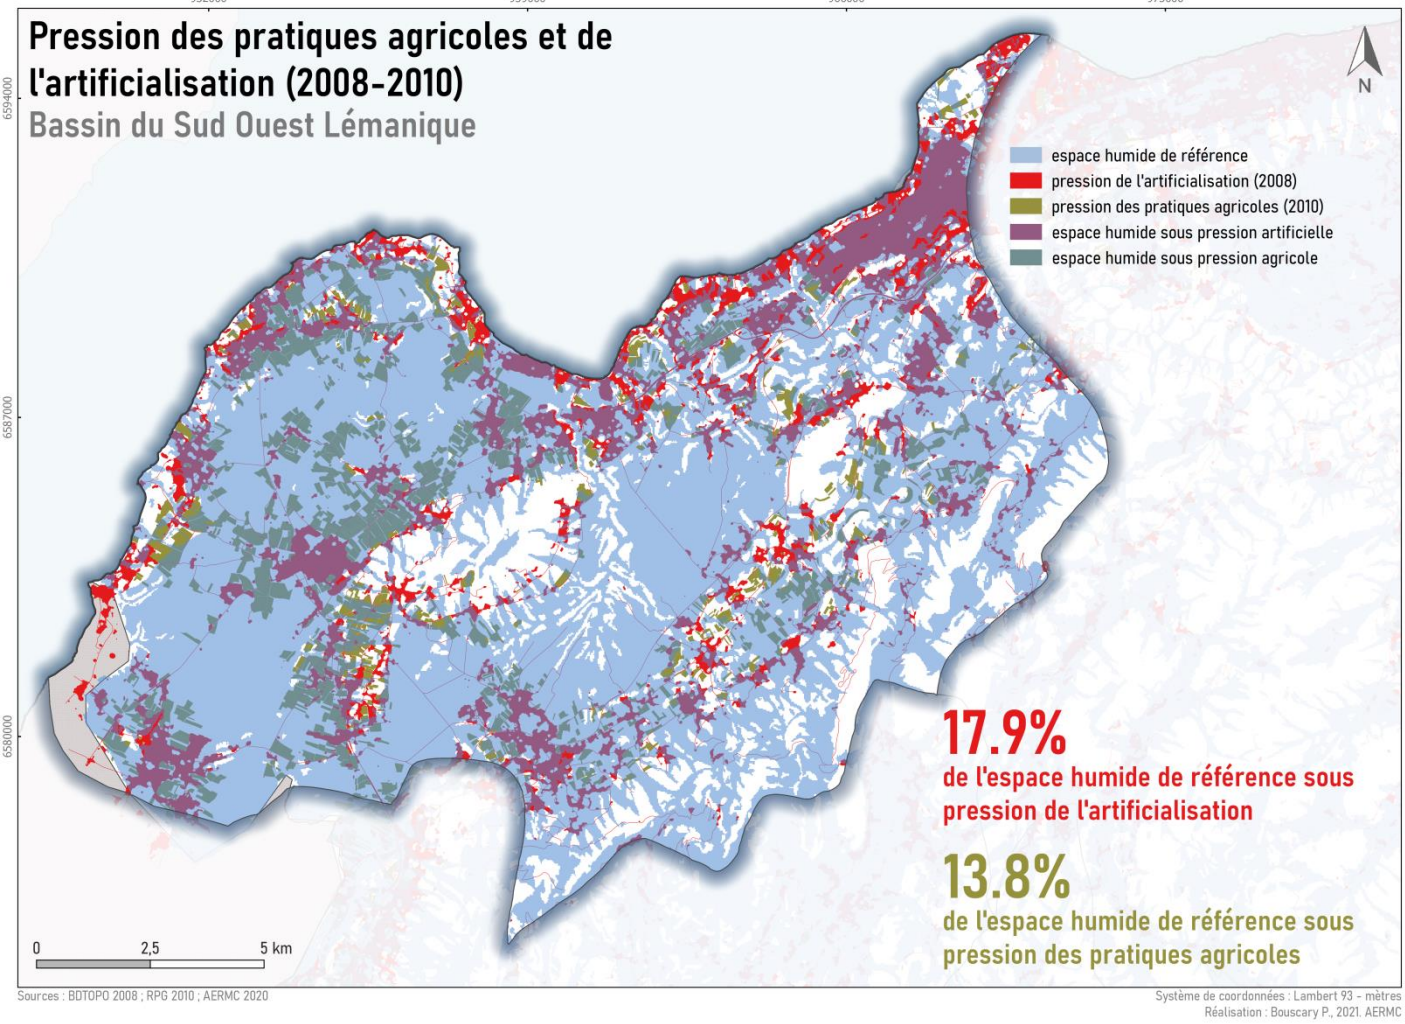 Pression des pratiques agricoles et de
l'artificialisation (2008-2010)
Bassin du Sud Ouest Lémanique
6594000
6587000
6580000
N
espace humide de référence
pression de l'artificialisation (2008)
pression des pratiques agricoles (2010)
espace humide sous pression artificielle
espace humide sous pression agricole
17.9%
de l'espace humide de référence sous
pression de l'artificialisation
13.8%
de l'espace humide de référence sous
pression des pratiques agricoles
0 2,5 5 km
Sources : BDTOPO 2008 ; RPG 2010 ; AERMC 2020
Système de coordonnées : Lambert 93 - mètres
Réalisation : Bouscary P., 2021. AERMC